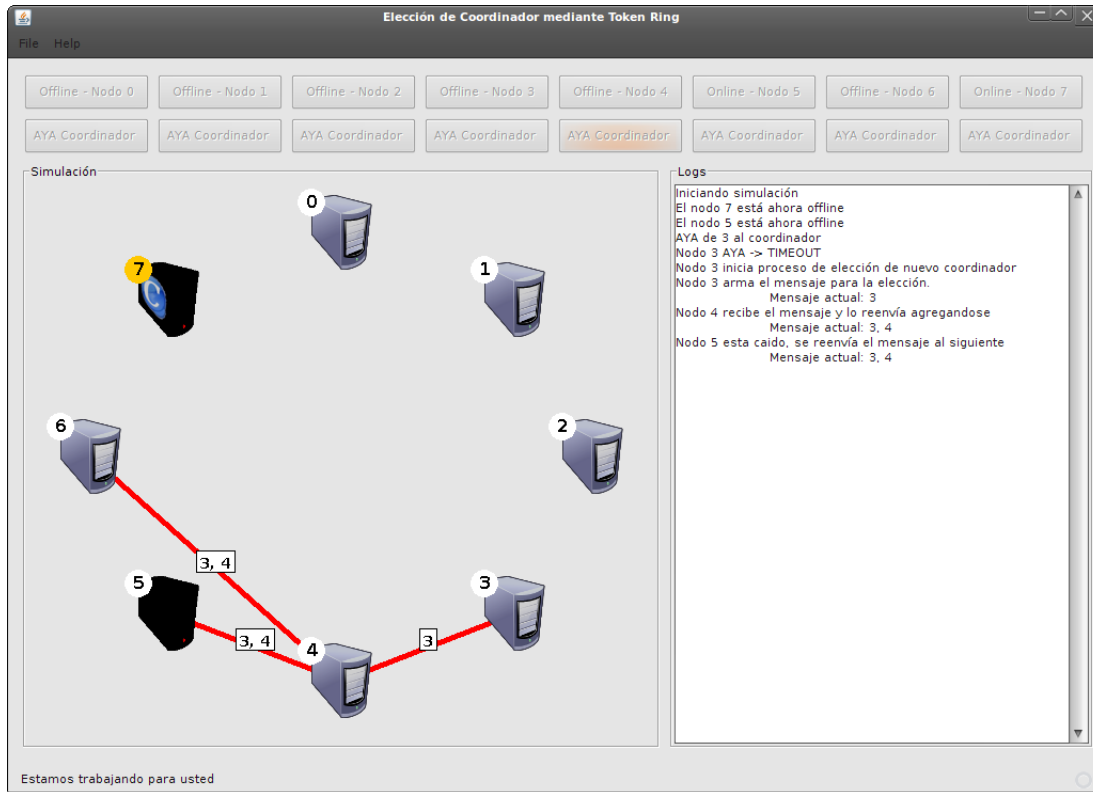 Elección de Coordinador mediante Token Ring
File Help
Offline - Nodo 0 Offline - Nodo 1 Offline - Nodo 2 Offline - Nodo 3 Offline - Nodo 4 Online - Nodo 5 Offline - Nodo 6 Online - Nodo 7
AYA Coordinador AYA Coordinador AYA Coordinador AYA Coordinador AYA Coordinador AYA Coordinador AYA Coordinador AYA Coordinador
Simulación
0
7
C
1
6
2
3, 4
5
3
3, 4
3
4
Logs
Iniciando simulación
El nodo 7 está ahora offline
El nodo 5 está ahora offline
AYA de 3 al coordinador
Nodo 3 AYA -> TIMEOUT
Nodo 3 inicia proceso de elección de nuevo coordinador
Nodo 3 arma el mensaje para la elección.
Mensaje actual: 3
Nodo 4 recibe el mensaje y lo reenvía agregandose
Mensaje actual: 3, 4
Nodo 5 esta caido, se reenvía el mensaje al siguiente
Mensaje actual: 3, 4
Estamos trabajando para usted